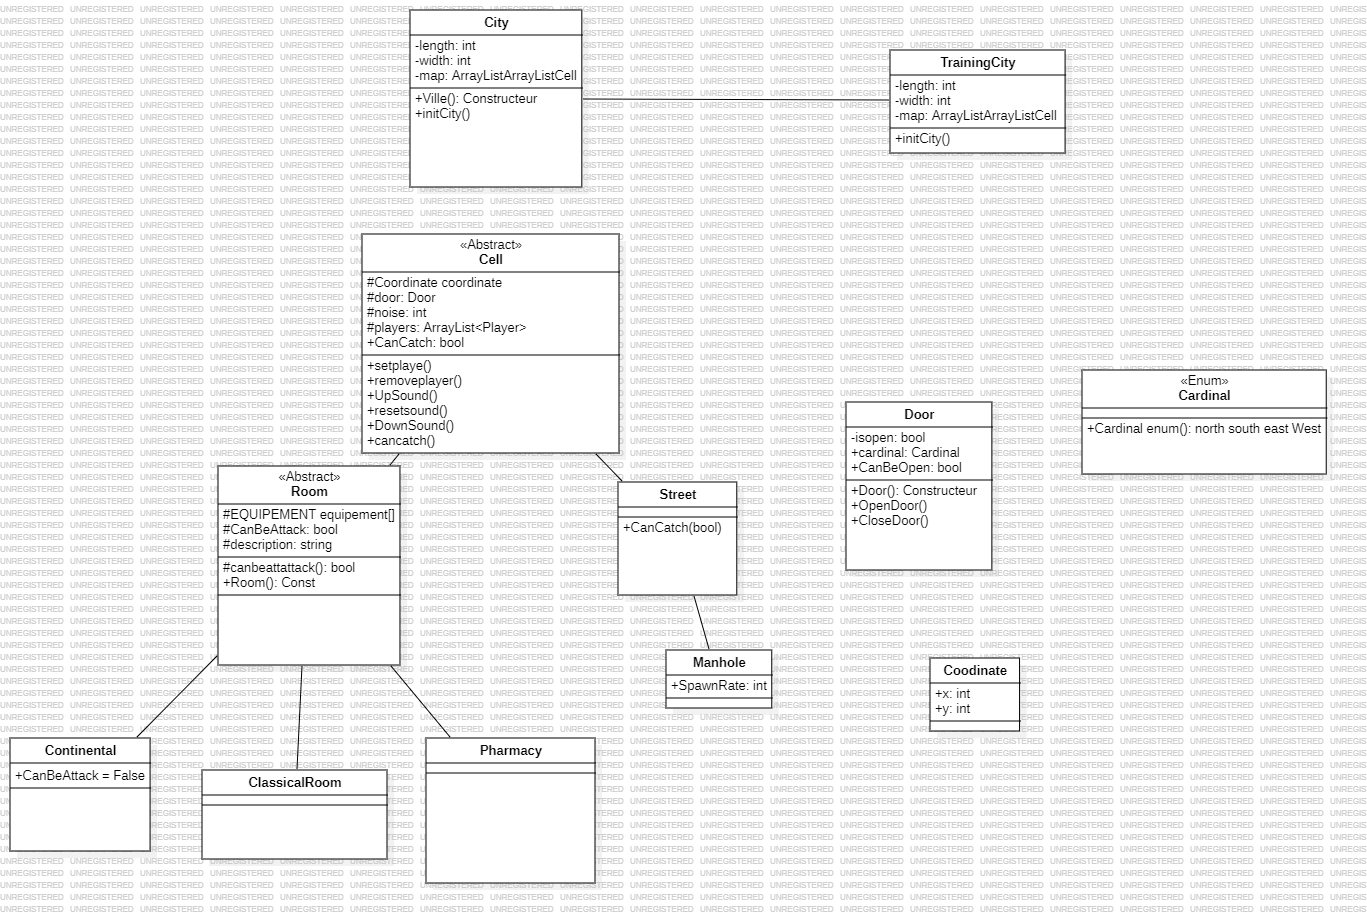 City
-length: int
-width: int
-map: ArrayListArrayListCell
+Ville(): Constructeur
+initCity()
TrainingCity
-length: int
-width: int
-map: ArrayListArrayListCell
+initCity()
«Abstract»
Cell
#Coordinate coordinate
#door: Door
#noise: int
#players: ArrayList<Player>
+CanCatch: bool
+setplaye()
+removeplayer()
+UpSound()
+resetsound()
+DownSound()
+cancatch()
«Enum»
Cardinal
+Cardinal enum(): north south east West
Door
-isopen: bool
+cardinal: Cardinal
+CanBeOpen: bool
+Door(): Constructeur
+OpenDoor()
+CloseDoor()
«Abstract»
Room
#EQUIPEMENT equipement[]
#CanBeAttack: bool
#description: string
#canbeattattack(): bool
+Room(): Const
Street
+CanCatch(bool)
Manhole
+SpawnRate: int
Coodinate
+x: int
+y: int
Continental
+CanBeAttack = False
ClassicalRoom
Pharmacy
UNREGISTERED